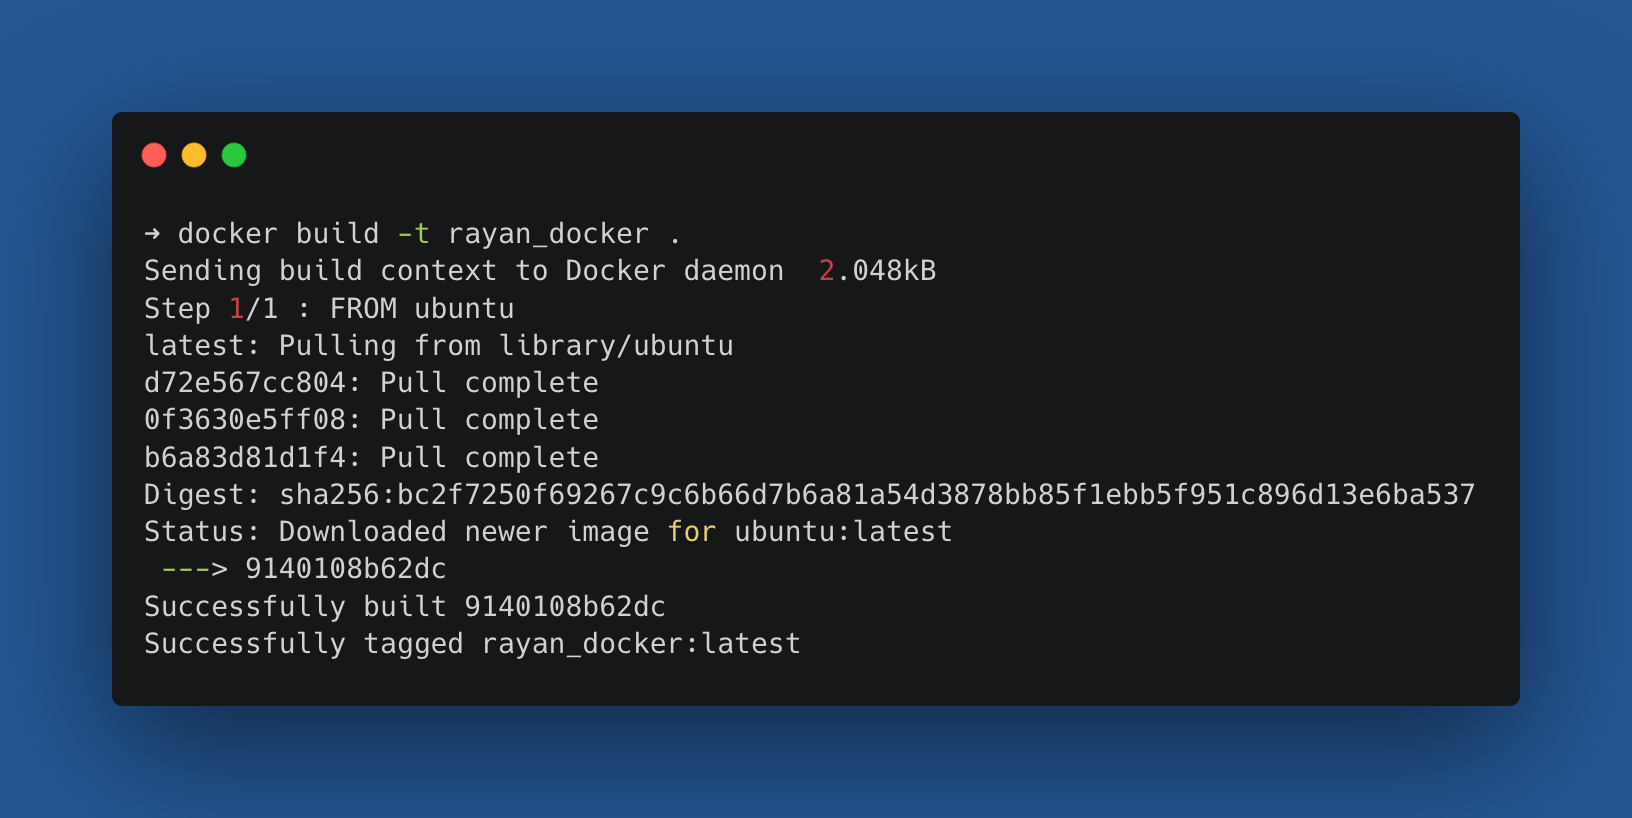 ➜ docker build -t rayan_docker .
Sending build context to Docker daemon  2.048kB
Step 1/1 : FROM ubuntu
latest: Pulling from library/ubuntu
d72e567cc804: Pull complete
0f3630e5ff08: Pull complete
b6a83d81d1f4: Pull complete
Digest: sha256:bc2f7250f69267c9c6b66d7b6a81a54d3878bb85f1ebb5f951c896d13e6ba537
Status: Downloaded newer image for ubuntu:latest
 ---> 9140108b62dc
Successfully built 9140108b62dc
Successfully tagged rayan_docker:latest